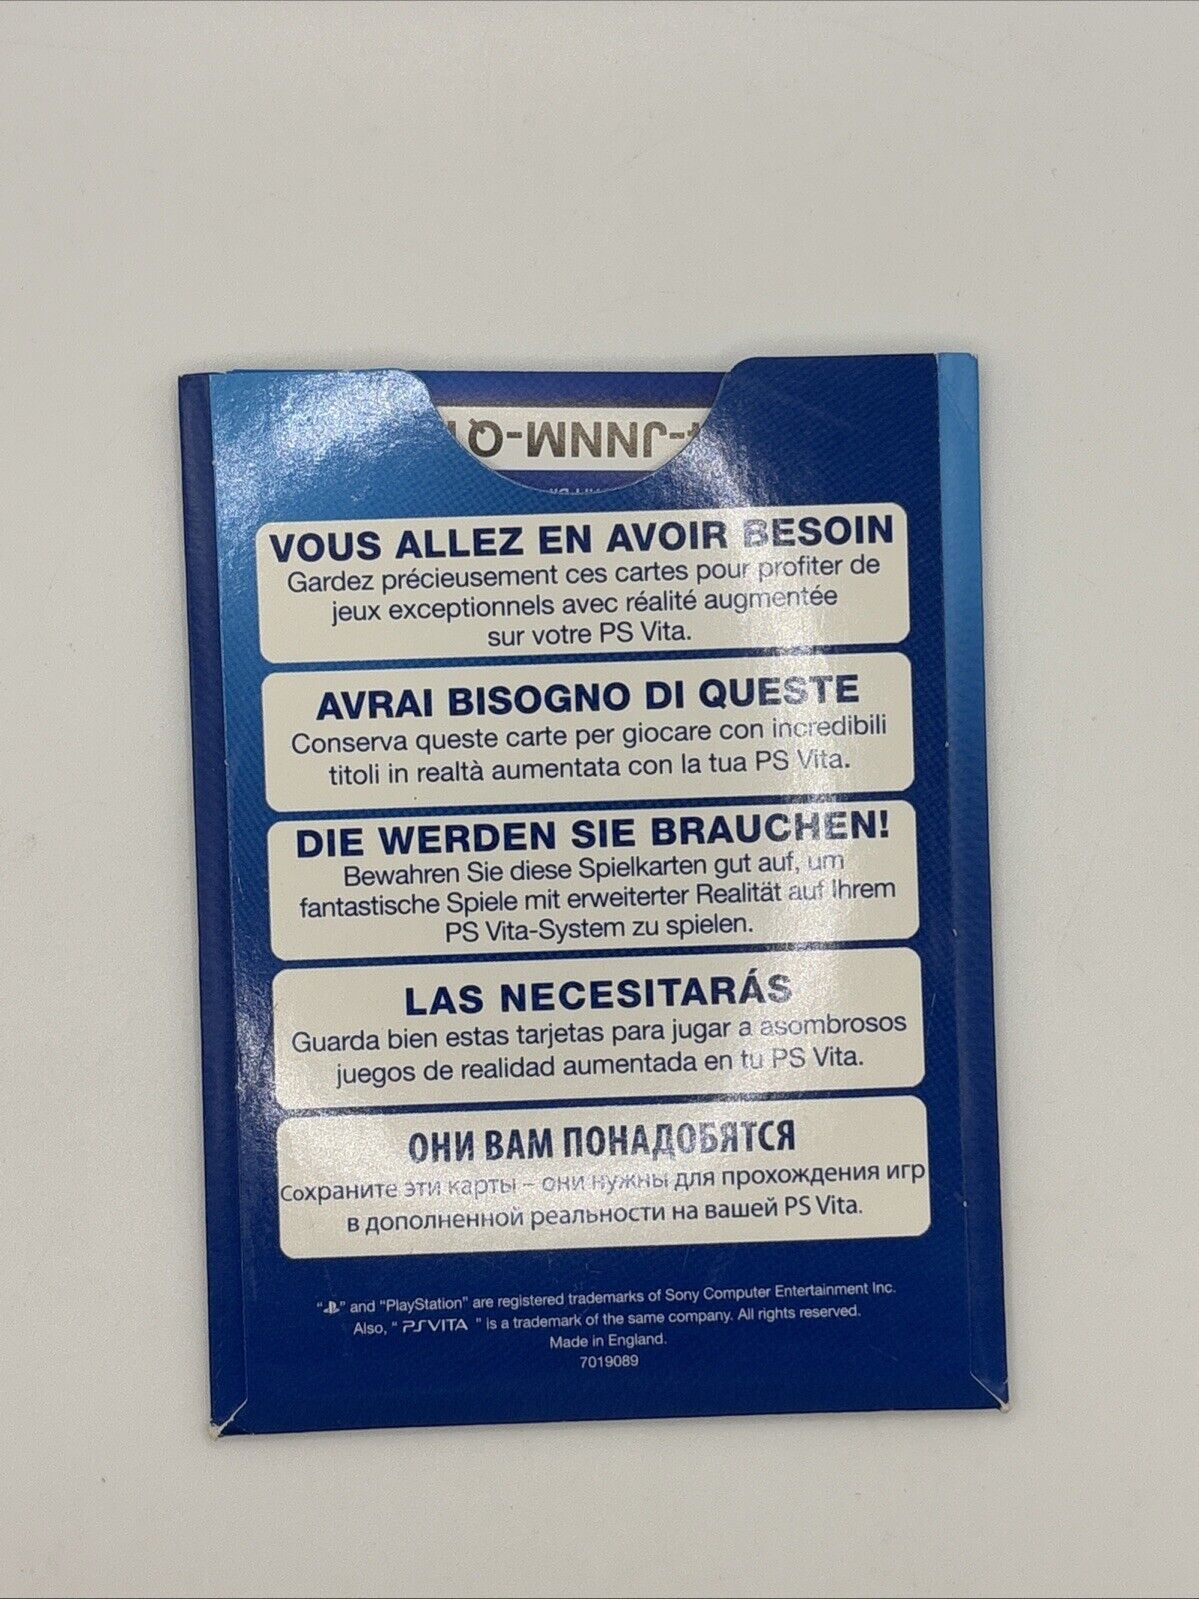 -JNNM-Q
VOUS ALLEZ EN AVOIR BESOIN
Gardez précieusement ces cartes pour profiter de
jeux exceptionnels avec réalité augmentée
sur votre PS Vita.
AVRAI BISOGNO DI QUESTE
Conserva queste carte per giocare con incredibili
titoli in realtà aumentata con la tua PS Vita.
DIE WERDEN SIE BRAUCHEN!
Bewahren Sie diese Spielkarten gut auf, um
fantastische Spiele mit erweiterter Realität auf Ihrem
PS Vita-System zu spielen.
LAS NECESITARÁS
Guarda bien estas tarjetas para jugar a asombrosos
juegos de realidad aumentada en tu PS Vita.
ОНИ ВАМ ПОНАДОБЯТСЯ
Сохраните эти карты – они нужны для прохождения игр
в дополненной реальности на вашей PS Vita.
" " and "PlayStation" are registered trademarks of Sony Computer Entertainment Inc.
Also, " PSVITA " is a trademark of the same company. All rights reserved.
Made in England.
7019089